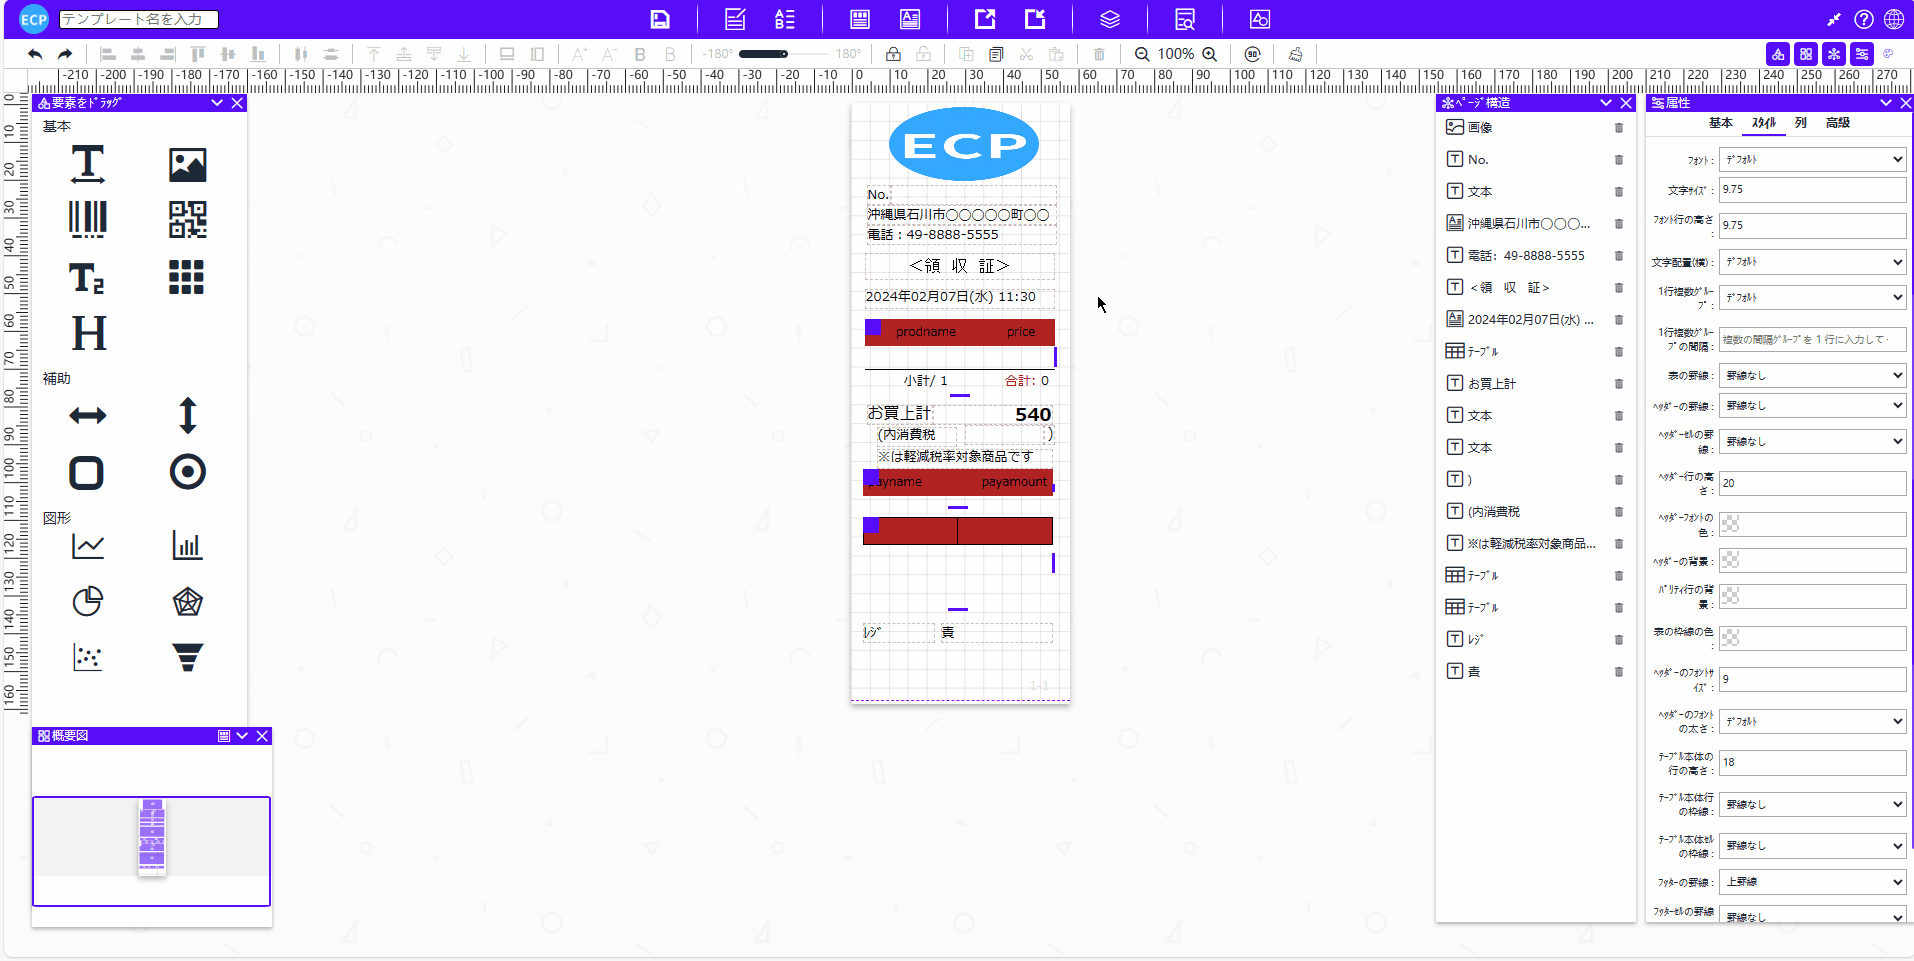 ECP
テンプレート名を入力
A+ A- B B
-180°
180°
100%
90°
-210 -200 -190 -180 -170 -160 -150 -140 -130 -120 -110 -100 -90 -80 -70 -60 -50 -40 -30 -20 -10 0 10 20 30 40 50 60 70 80 90 100 110 120 130 140 150 160 170 180 190 200 210 220 230 240 250 260 270
0 10 20 30 40 50 60 70 80 90 100 110 120 130 140 150 160
要素をドラッグ
基本
補助
図形
概要図
ECP
No.
沖縄県石川市〇〇〇〇〇町〇〇
電話：49-8888-5555
＜領 収 証＞
2024年02月07日(水) 11:30
prodname
price
小計/ 1
合計: 0
お買上計
540
(内消費税
)
※は軽減税率対象商品です
payname
payamount
ﾚｼﾞ
責
1-1
ﾍﾟｰｼﾞ構造
画像
No.
文本
沖縄県石川市〇〇〇...
電話：49-8888-5555
＜領 収 証＞
2024年02月07日(水) ...
ﾃｰﾌﾞﾙ
お買上計
文本
文本
)
(内消費税
※は軽減税率対象商品...
ﾃｰﾌﾞﾙ
ﾃｰﾌﾞﾙ
ﾚｼﾞ
責
属性
基本 ｽﾀｲﾙ 列 高級
ﾌｫﾝﾄ： ﾃﾞﾌｫﾙﾄ
文字ｻｲｽﾞ： 9.75
ﾌｫﾝﾄ行の高さ： 9.75
文字配置(横)： ﾃﾞﾌｫﾙﾄ
1行複数ｸﾞﾙｰﾌﾟ： ﾃﾞﾌｫﾙﾄ
1行複数ｸﾞﾙｰﾌﾟの間隔： 複数の間隔ｸﾞﾙｰﾌﾟを 1 行に入力して
表の罫線： 罫線なし
ﾍｯﾀﾞｰの罫線： 罫線なし
ﾍｯﾀﾞｰｾﾙの罫線： 罫線なし
ﾍｯﾀﾞｰ行の高さ： 20
ﾍｯﾀﾞｰﾌｫﾝﾄの色：
ﾍｯﾀﾞｰの背景：
ﾊﾟﾘﾃｨ行の背景：
表の枠線の色：
ﾍｯﾀﾞｰのﾌｫﾝﾄｻｲｽﾞ： 9
ﾍｯﾀﾞｰのﾌｫﾝﾄの太さ： ﾃﾞﾌｫﾙﾄ
ﾃｰﾌﾞﾙ本体の行の高さ： 18
ﾃｰﾌﾞﾙ本体行の枠線： 罫線なし
ﾃｰﾌﾞﾙ本体ｾﾙの枠線： 罫線なし
ﾌｯﾀｰの罫線： 上罫線
ﾌｯﾀｰｾﾙの罫線 罫線なし